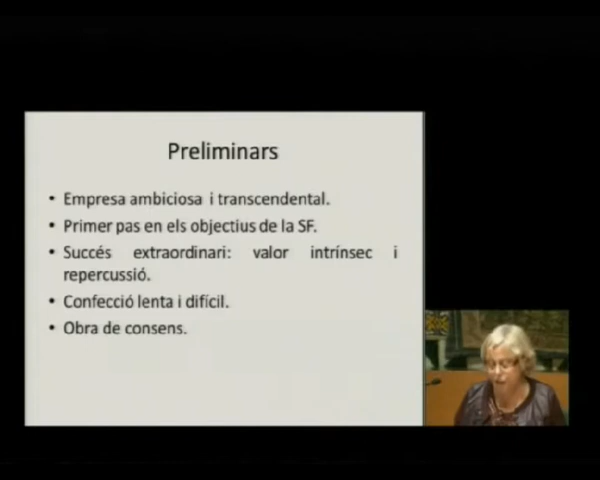 Preliminars
• Empresa ambiciosa i transcendental.
• Primer pas en els objectius de la SF.
• Succés extraordinari: valor intrínsec i
repercussió.
• Confecció lenta i difícil.
• Obra de consens.